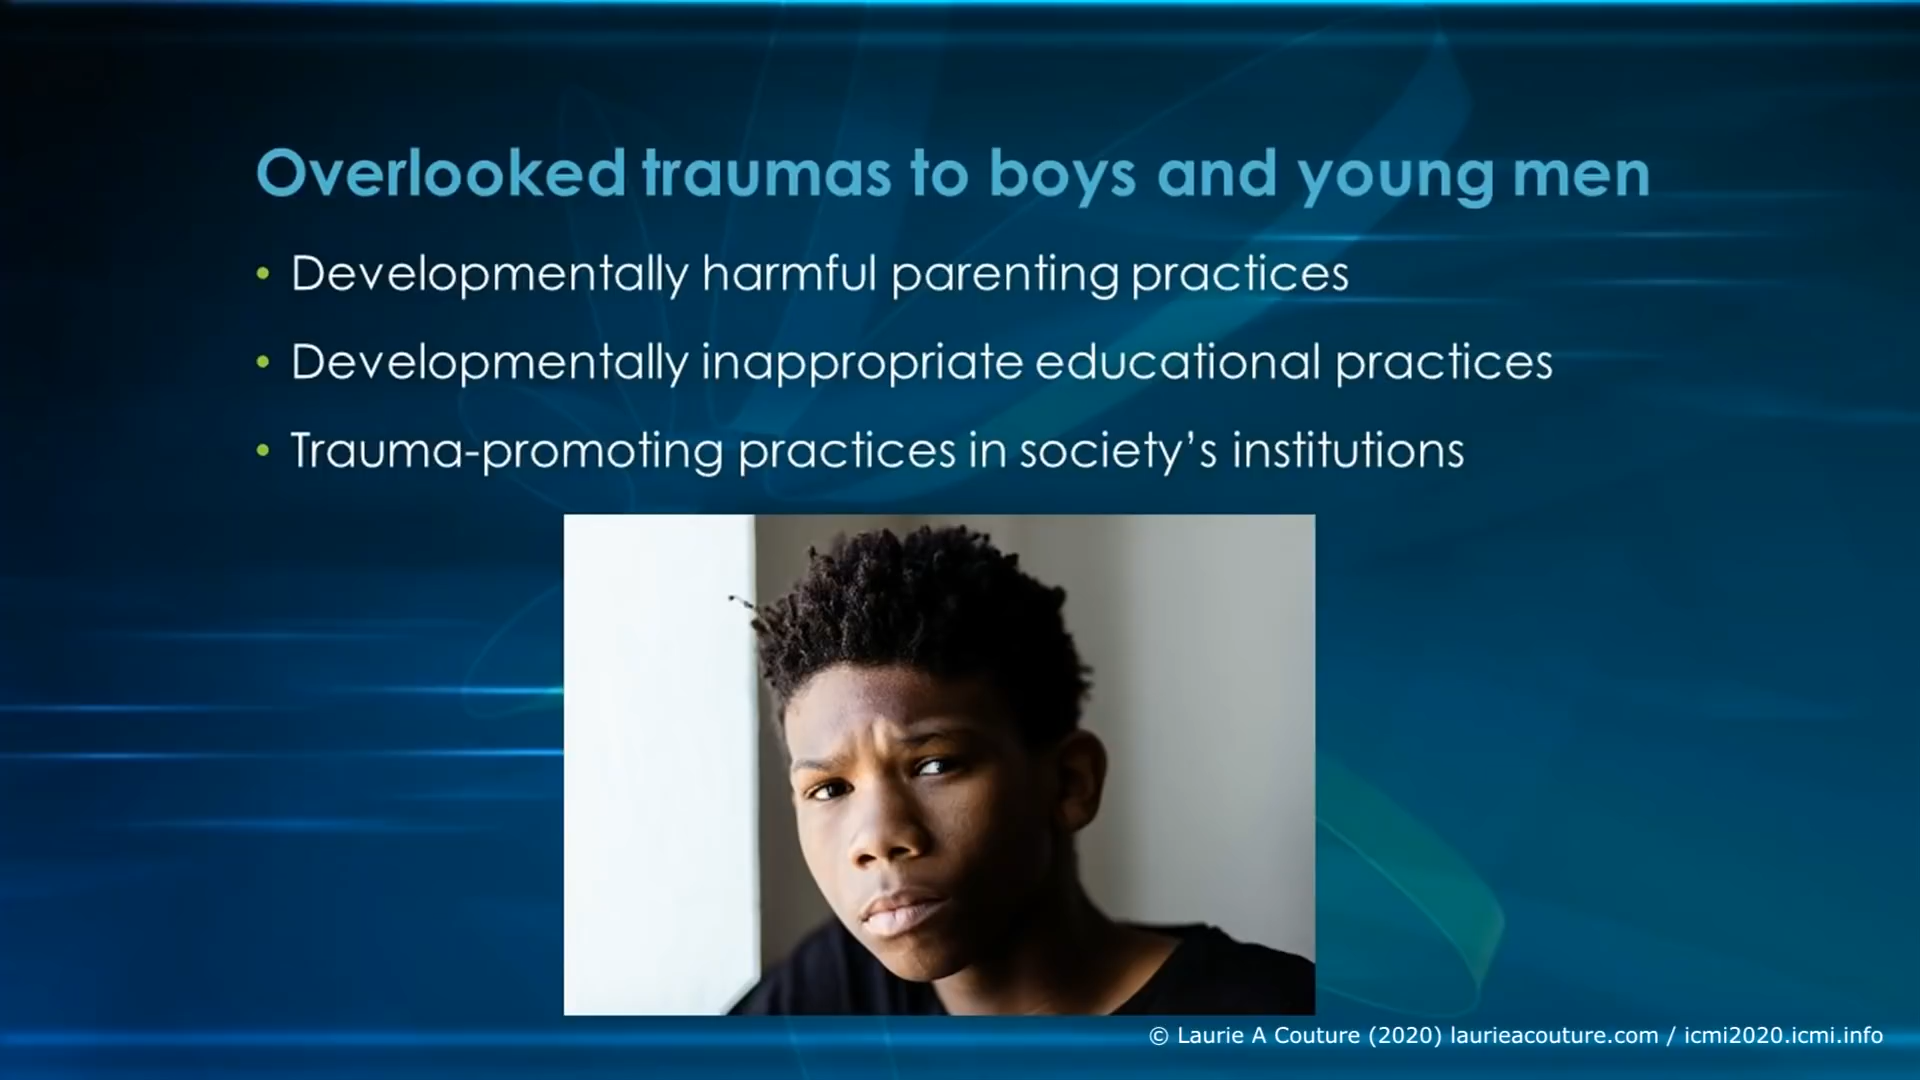 Overlooked traumas to boys and young men
• Developmentally harmful parenting practices
• Developmentally inappropriate educational practices
• Trauma-promoting practices in society’s institutions
© Laurie A Couture (2020) laurieacouture.com / icmi2020.icmi.info